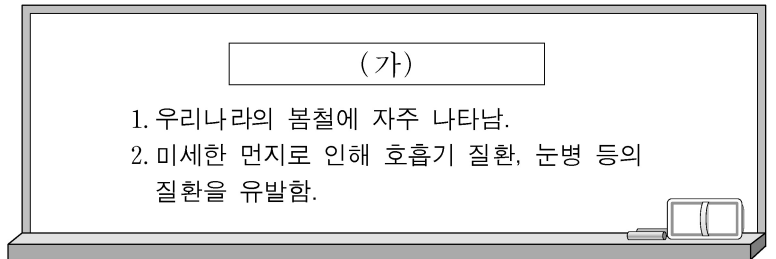 (가)
1. 우리나라의 봄철에 자주 나타남.
2. 미세한 먼지로 인해 호흡기 질환, 눈병 등의
질환을 유발함.